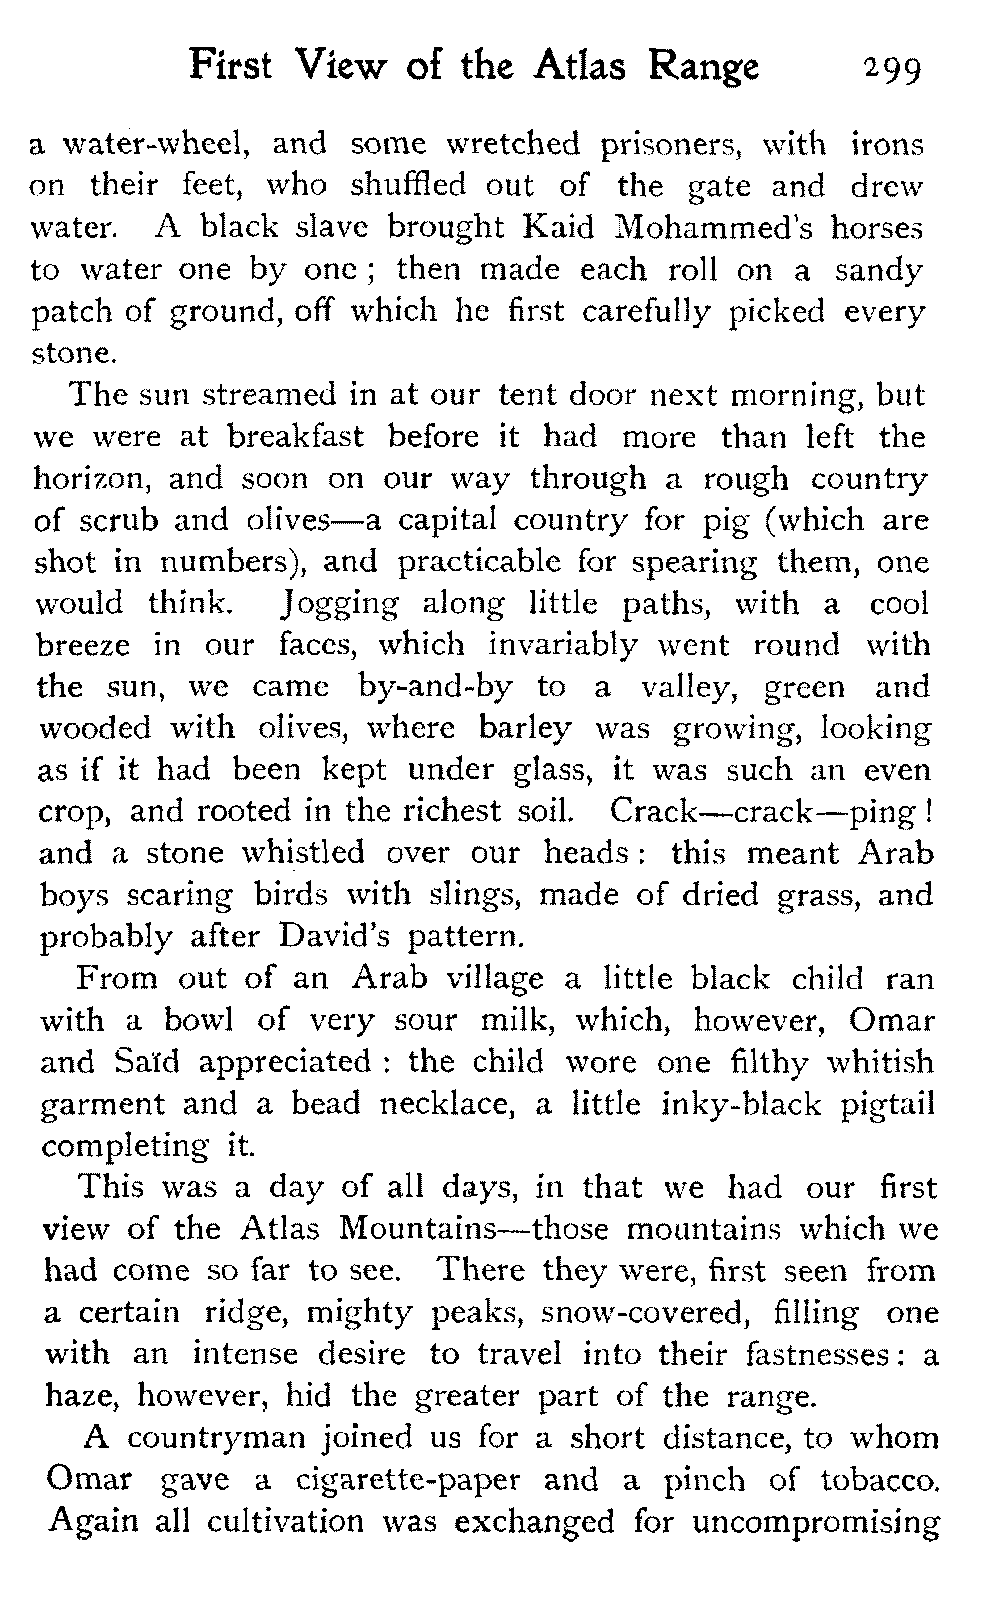 First View of the Atlas Range 299
a water-wheel, and some wretched prisoners, with irons
on their feet, who shuffled out of the gate and drew
water. A black slave brought Kaid Mohammed's horses
to water one by one ; then made each roll on a sandy
patch of ground, off which he first carefully picked every
stone.
The sun streamed in at our tent door next morning, but
we were at breakfast before it had more than left the
horizon, and soon on our way through a rough country
of scrub and olives—a capital country for pig (which are
shot in numbers), and practicable for spearing them, one
would think. Jogging along little paths, with a cool
breeze in our faces, which invariably went round with
the sun, we came by-and-by to a valley, green and
wooded with olives, where barley was growing, looking
as if it had been kept under glass, it was such an even
crop, and rooted in the richest soil. Crack—crack—ping !
and a stone whistled over our heads : this meant Arab
boys scaring birds with slings, made of dried grass, and
probably after David's pattern.
From out of an Arab village a little black child ran
with a bowl of very sour milk, which, however, Omar
and Saïd appreciated : the child wore one filthy whitish
garment and a bead necklace, a little inky-black pigtail
completing it.
This was a day of all days, in that we had our first
view of the Atlas Mountains—those mountains which we
had come so far to see. There they were, first seen from
a certain ridge, mighty peaks, snow-covered, filling one
with an intense desire to travel into their fastnesses : a
haze, however, hid the greater part of the range.
A countryman joined us for a short distance, to whom
Omar gave a cigarette-paper and a pinch of tobacco.
Again all cultivation was exchanged for uncompromising